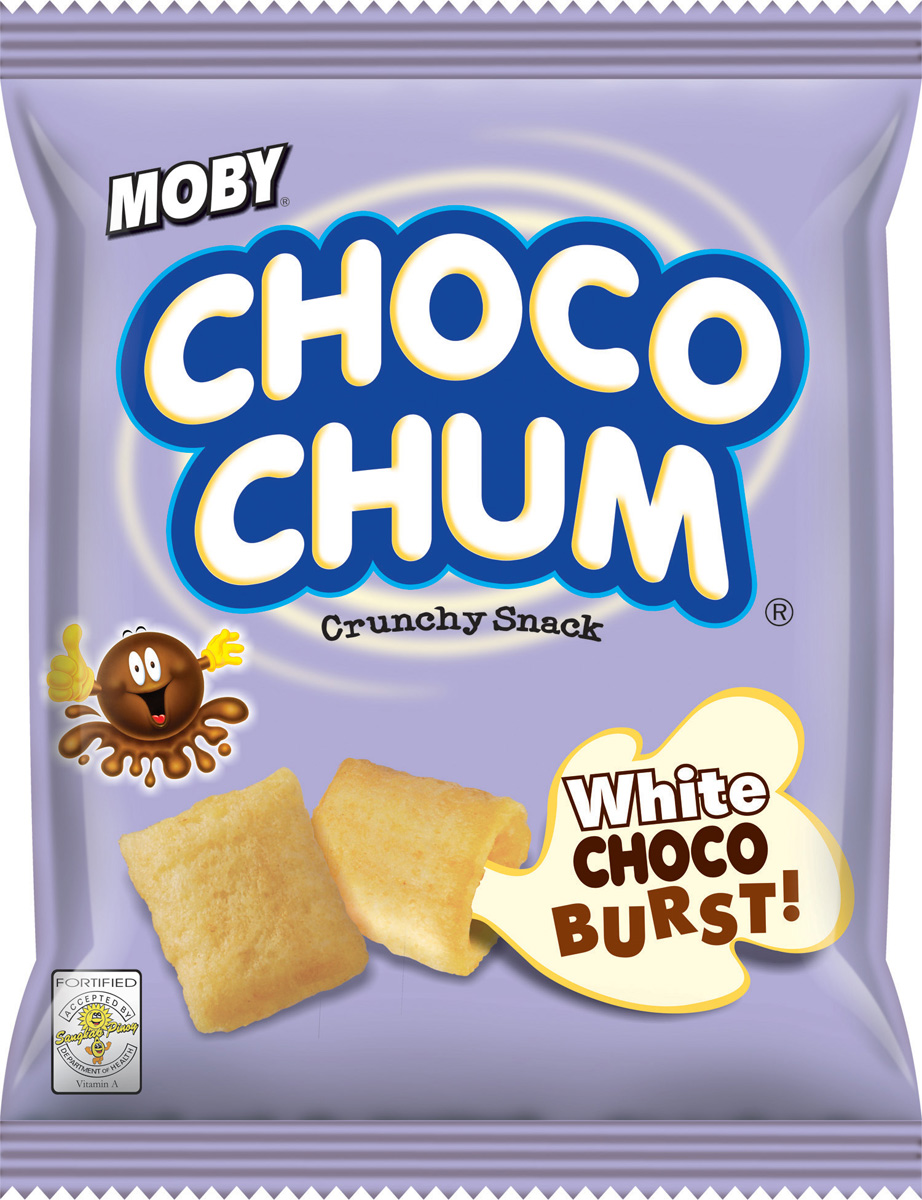 MOBY®
CHOCO
CHUM®
Crunchy Snack
White
CHOCO
BURST!
FORTIFIED
ACCEPTED BY
Sangkap Pinoy
DEPARTMENT OF HEALTH
Vitamin A